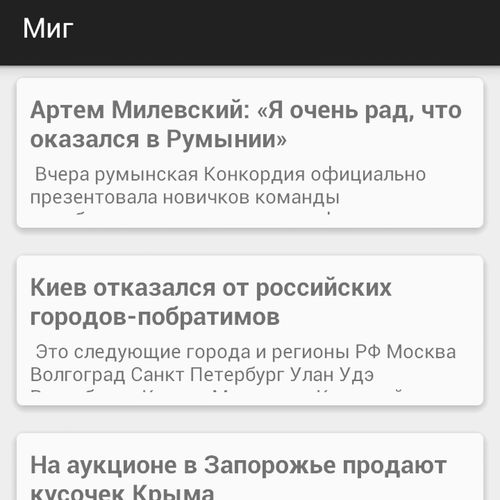 Миг
Артем Милевский: «Я очень рад, что
оказался в Румынии»
Вчера румынская Конкордия официально
презентовала новичков команды
Киев отказался от российских
городов-побратимов
Это следующие города и регионы РФ Москва
Волгоград Санкт Петербург Улан Удэ
На аукционе в Запорожье продают
кусочек Крыма